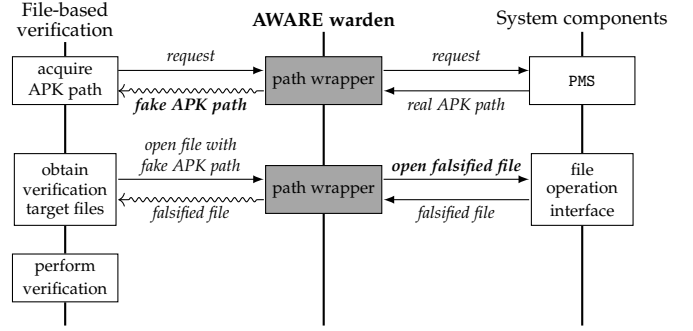 File-based
verification
AWARE warden
System components
acquire
APK path
request
path wrapper
request
PMS
fake APK path
real APK path
obtain
verification
target files
open file with
fake APK path
path wrapper
open falsified file
file
operation
interface
falsified file
falsified file
perform
verification